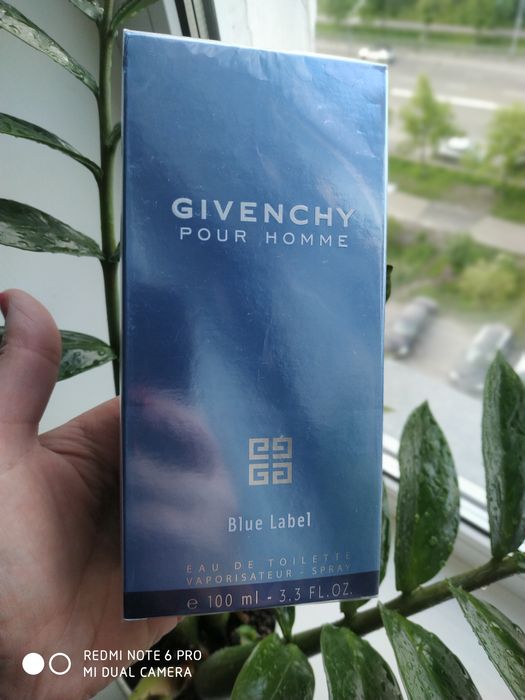 GIVENCHY
POUR HOMME
Blue Label
EAU DE TOILETTE
VAPORISATEUR - SPRAY
e 100 ml - 3.3 FL.OZ.
REDMI NOTE 6 PRO
MI DUAL CAMERA